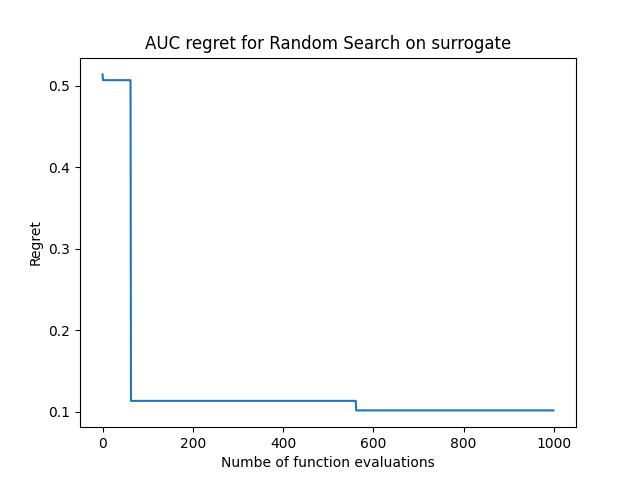 AUC regret for Random Search on surrogate
0.5
0.4
0.3
0.2
0.1
Regret
0 200 400 600 800 1000
Numbe of function evaluations